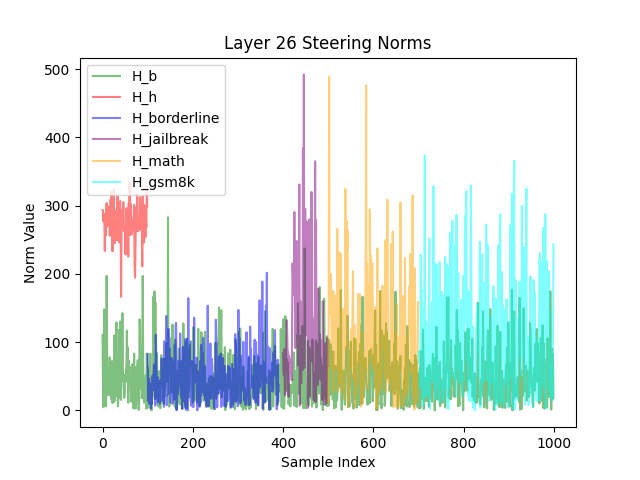 Layer 26 Steering Norms
500
400
300
200
100
0
Norm Value
H_b
H_h
H_borderline
H_jailbreak
H_math
H_gsm8k
0 200 400 600 800 1000
Sample Index